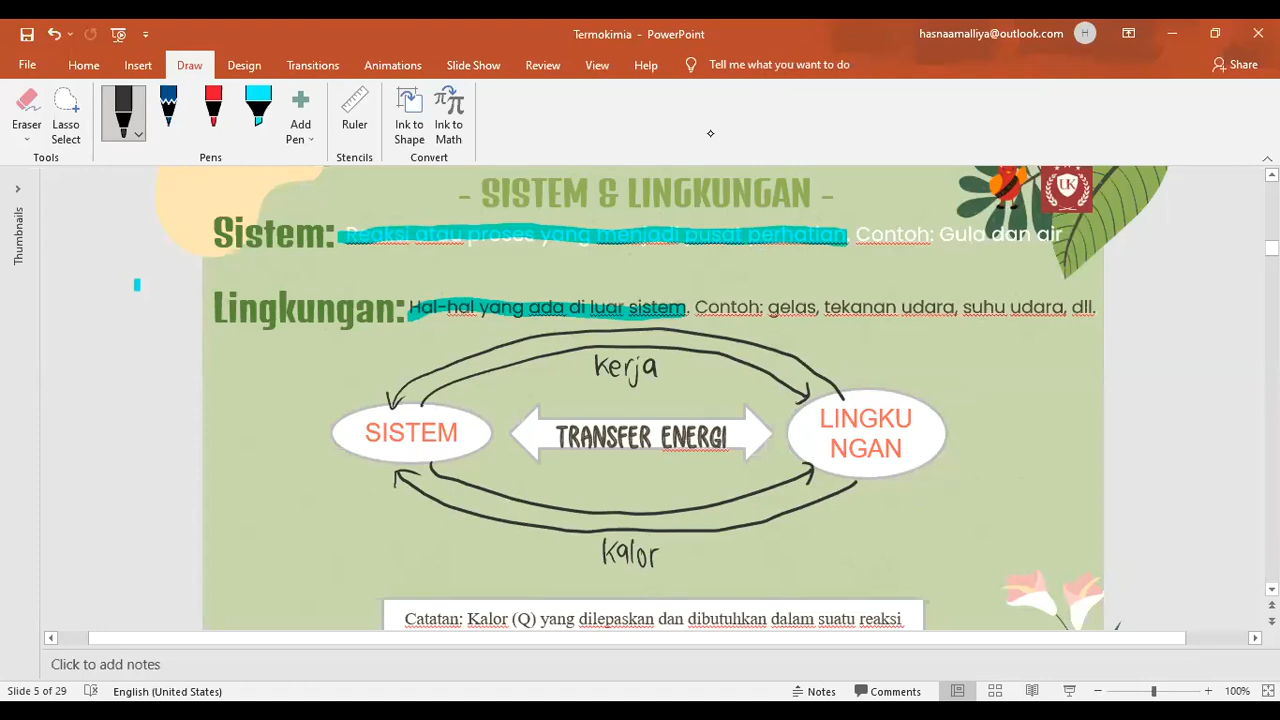 Termokimia - PowerPoint
hasnaamalliya@outlook.com
H
File Home Insert Draw Design Transitions Animations Slide Show Review View Help Tell me what you want to do Share
Eraser
Lasso Select
Add Pen
Ruler
Ink to Shape
Ink to Math
Tools
Pens
Stencils
Convert
Thumbnails
- SISTEM & LINGKUNGAN -
UK
Sistem: Reaksi atau proses yang menjadi pusat perhatian. Contoh: Gula dan air
Lingkungan: Hal-hal yang ada di luar sistem. Contoh: gelas, tekanan udara, suhu udara, dll.
Kerja
SISTEM
TRANSFER ENERGI
LINGKU
NGAN
Kalor
Catatan: Kalor (Q) yang dilepaskan dan dibutuhkan dalam suatu reaksi
Click to add notes
Slide 5 of 29 English (United States) Notes Comments 100%